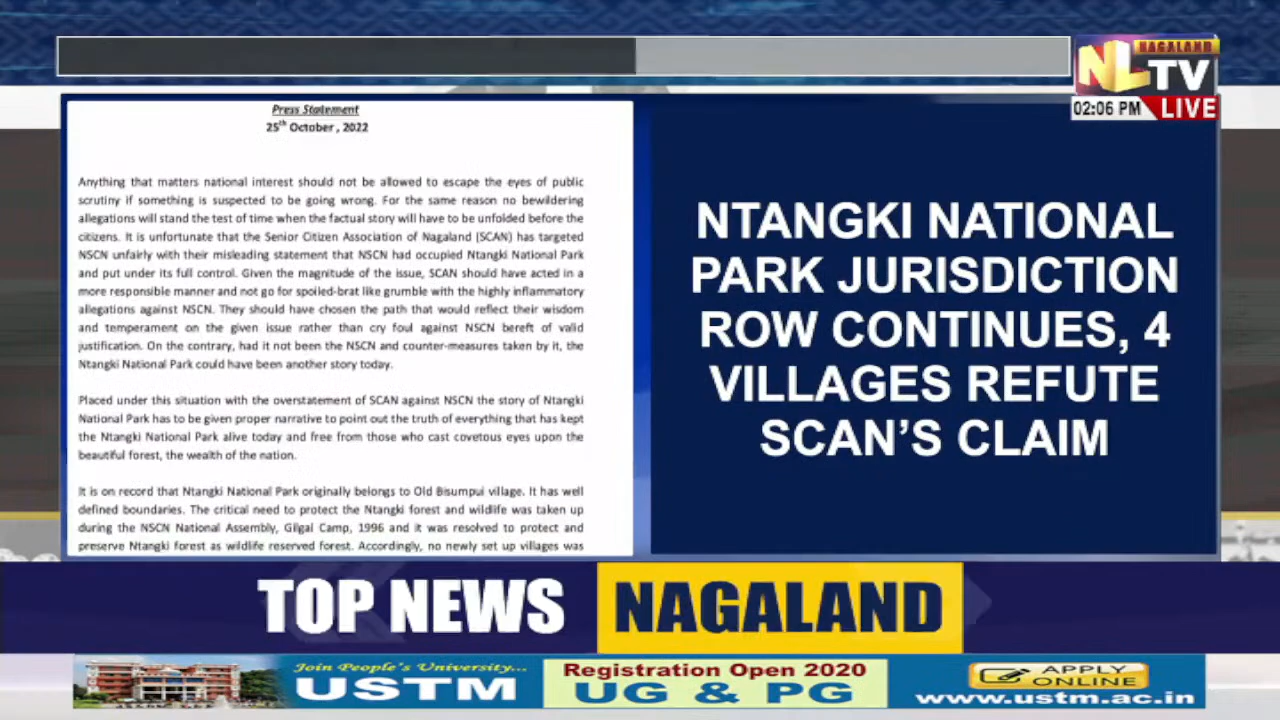 NAGALAND
NLTV
02:06 PM LIVE
Press Statement
25th October , 2022
Anything that matters national interest should not be allowed to escape the eyes of public
scrutiny if something is suspected to be going wrong. For the same reason no bewildering
allegations will stand the test of time when the factual story will have to be unfolded before the
citizens. It is unfortunate that the Senior Citizen Association of Nagaland (SCAN) has targeted
NSCN unfairly with their misleading statement that NSCN had occupied Ntangki National Park
and put under its full control. Given the magnitude of the issue, SCAN should have acted in a
more responsible manner and not go for spoiled-brat like grumble with the highly inflammatory
allegations against NSCN. They should have chosen the path that would reflect their wisdom
and temperament on the given issue rather than cry foul against NSCN bereft of valid
justification. On the contrary, had it not been the NSCN and counter-measures taken by it, the
Ntangki National Park could have been another story today.
Placed under this situation with the overstatement of SCAN against NSCN the story of Ntangki
National Park has to be given proper narrative to point out the truth of everything that has kept
the Ntangki National Park alive today and free from those who cast covetous eyes upon the
beautiful forest, the wealth of the nation.
It is on record that Ntangki National Park originally belongs to Old Bisumpui village. It has well
defined boundaries. The critical need to protect the Ntangki forest and wildlife was taken up
during the NSCN National Assembly, Gilgal Camp, 1996 and it was resolved to protect and
preserve Ntangki forest as wildlife reserved forest. Accordingly, no newly set up villages was
NTANGKI NATIONAL
PARK JURISDICTION
ROW CONTINUES, 4
VILLAGES REFUTE
SCAN'S CLAIM
TOP NEWS NAGALAND
Join People's University...
USTM
Registration Open 2020
UG & PG
APPLY
ONLINE
www.ustm.ac.in